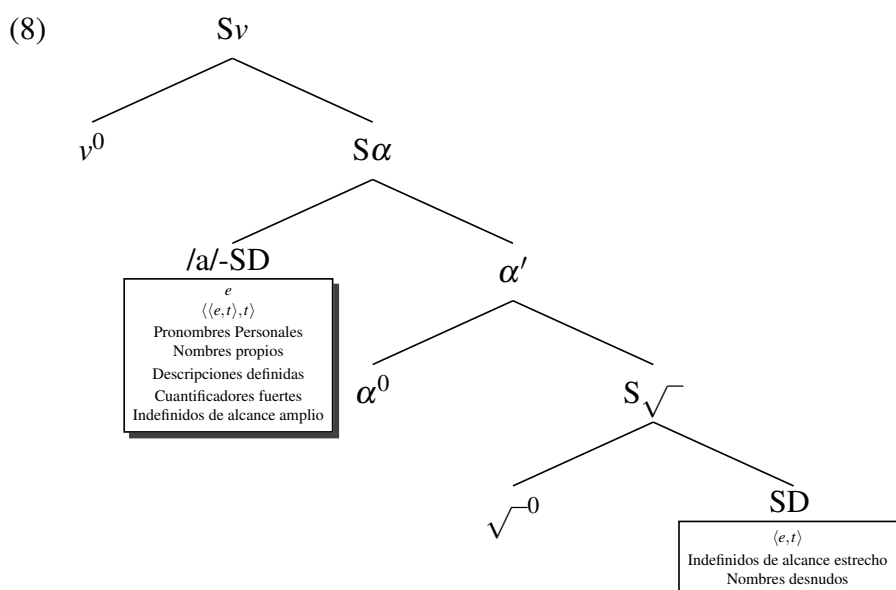 (8)
Sv
v⁰
Sα
/a/-SD
e
⟨⟨e,t⟩,t⟩
Pronombres Personales
Nombres propios
Descripciones definidas
Cuantificadores fuertes
Indefinidos de alcance amplio
α′
α⁰
S√
√⁰
SD
⟨e,t⟩
Indefinidos de alcance estrecho
Nombres desnudos